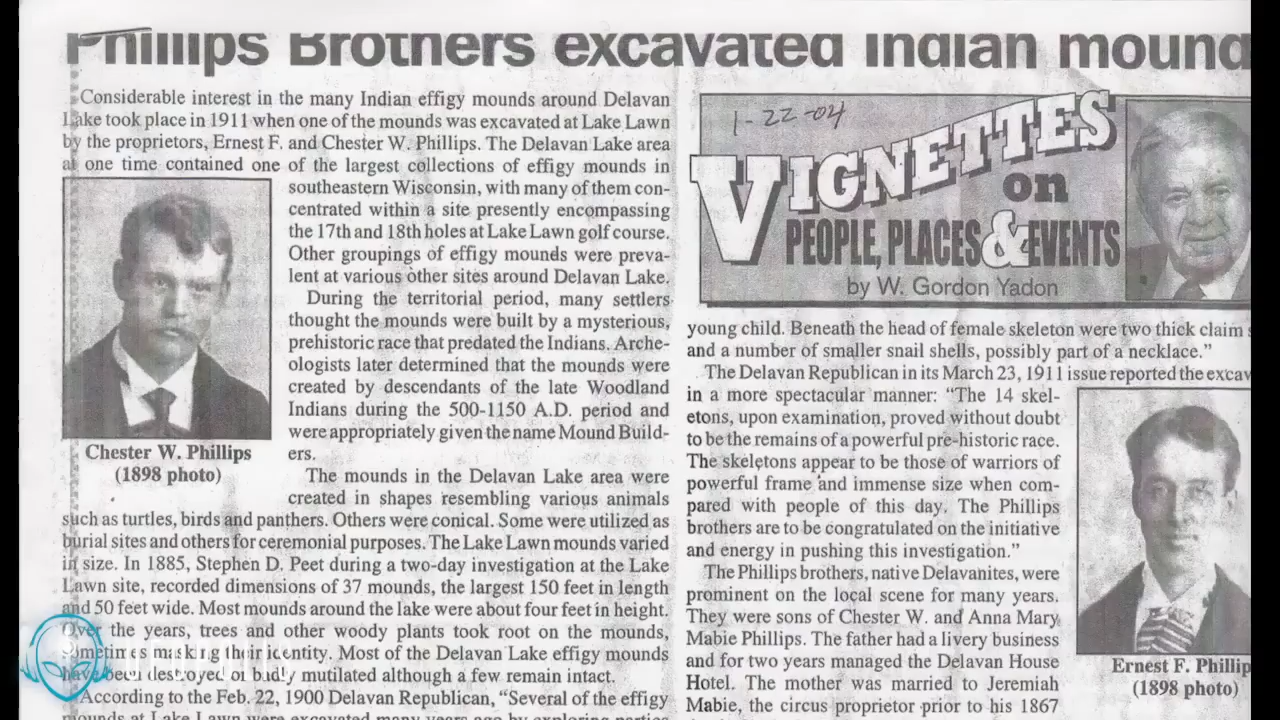 Phillips Brothers excavated Indian mound
Considerable interest in the many Indian effigy mounds around Delavan
Lake took place in 1911 when one of the mounds was excavated at Lake Lawn
by the proprietors, Ernest F. and Chester W. Phillips. The Delavan Lake area
at one time contained one of the largest collections of effigy mounds in
southeastern Wisconsin, with many of them con-
centrated within a site presently encompassing
the 17th and 18th holes at Lake Lawn golf course.
Other groupings of effigy mounds were preva-
lent at various other sites around Delavan Lake.
During the territorial period, many settlers
thought the mounds were built by a mysterious,
prehistoric race that predated the Indians. Arche-
ologists later determined that the mounds were
created by descendants of the late Woodland
Indians during the 500-1150 A.D. period and
were appropriately given the name Mound Build-
ers.
Chester W. Phillips
(1898 photo)
The mounds in the Delavan Lake area were
created in shapes resembling various animals
such as turtles, birds and panthers. Others were conical. Some were utilized as
burial sites and others for ceremonial purposes. The Lake Lawn mounds varied
in size. In 1885, Stephen D. Peet during a two-day investigation at the Lake
Lawn site, recorded dimensions of 37 mounds, the largest 150 feet in length
and 50 feet wide. Most mounds around the lake were about four feet in height.
Over the years, trees and other woody plants took root on the mounds,
sometimes masking their identity. Most of the Delavan Lake effigy mounds
have been destroyed or badly mutilated although a few remain intact.
According to the Feb. 22, 1900 Delavan Republican, “Several of the effigy
mounds at Lake Lawn were excavated many years ago by exploring parties
1-22-04
VIGNETTES
on
PEOPLE, PLACES & EVENTS
by W. Gordon Yadon
young child. Beneath the head of female skeleton were two thick claim
and a number of smaller snail shells, possibly part of a necklace.”
The Delavan Republican in its March 23, 1911 issue reported the excav
in a more spectacular manner: “The 14 skel-
etons, upon examination, proved without doubt
to be the remains of a powerful pre-historic race.
The skeletons appear to be those of warriors of
powerful frame and immense size when com-
pared with people of this day. The Phillips
brothers are to be congratulated on the initiative
and energy in pushing this investigation.”
The Phillips brothers, native Delavanites, were
prominent on the local scene for many years.
They were sons of Chester W. and Anna Mary
Mabie Phillips. The father had a livery business
and for two years managed the Delavan House
Hotel. The mother was married to Jeremiah
Mabie, the circus proprietor prior to his 1867
Ernest F. Phillip
(1898 photo)